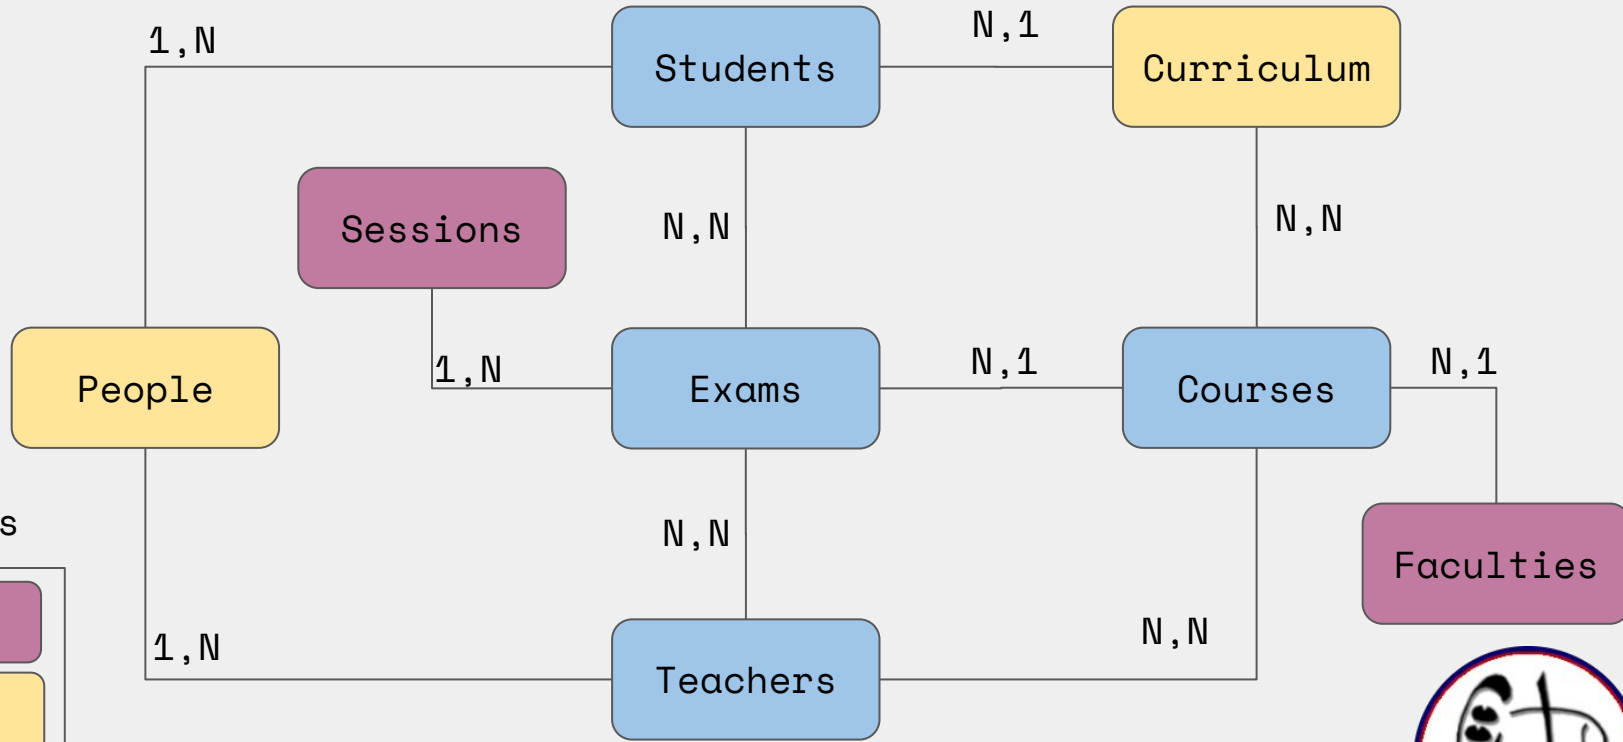 1,N
Students
N,1
Curriculum
Sessions
N,N
N,N
People
1,N
Exams
N,1
Courses
N,1
s
N,N
Faculties
1,N
Teachers
N,N